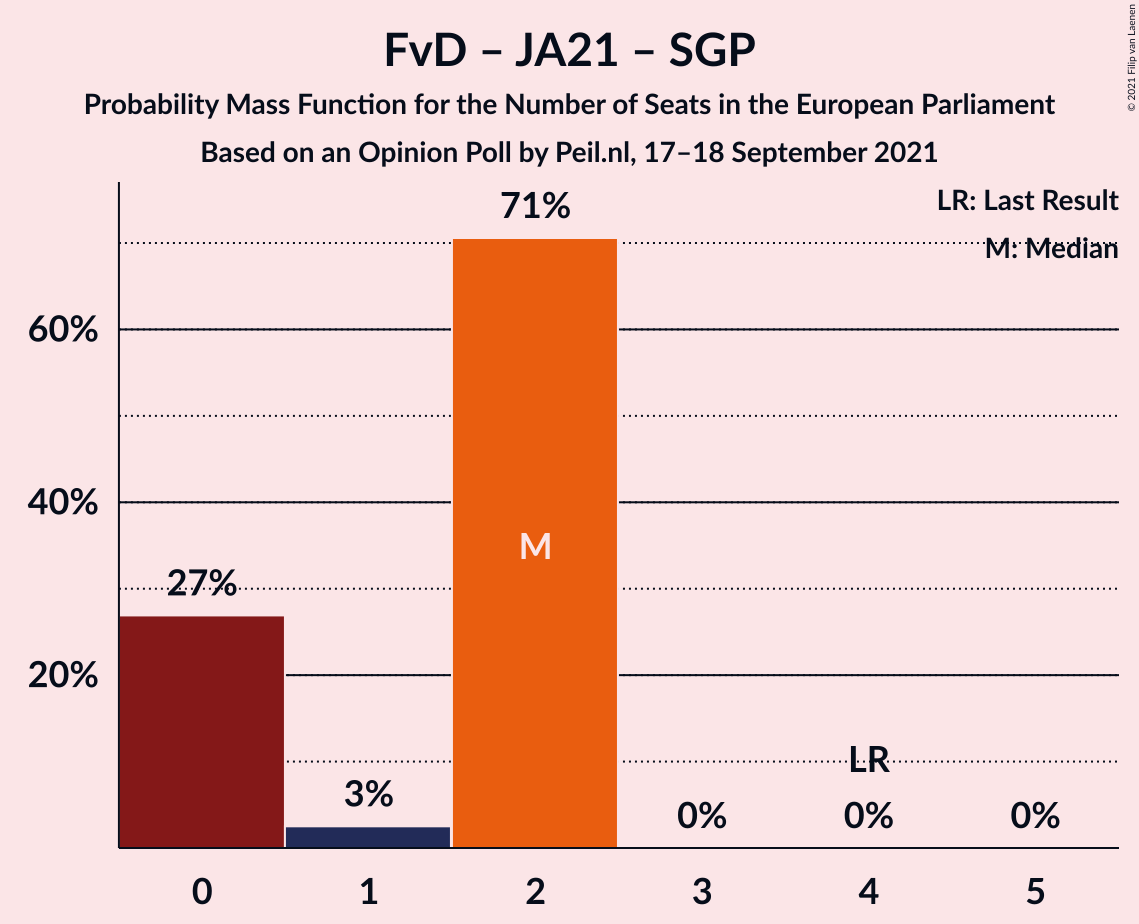 FvD – JA21 – SGP
Probability Mass Function for the Number of Seats in the European Parliament
Based on an Opinion Poll by Peil.nl, 17–18 September 2021
© 2021 Filip van Laenen
LR: Last Result
M: Median
71%
60%
40%
M
27%
20%
LR
3%
0%
0%
0%
0
1
2
3
4
5